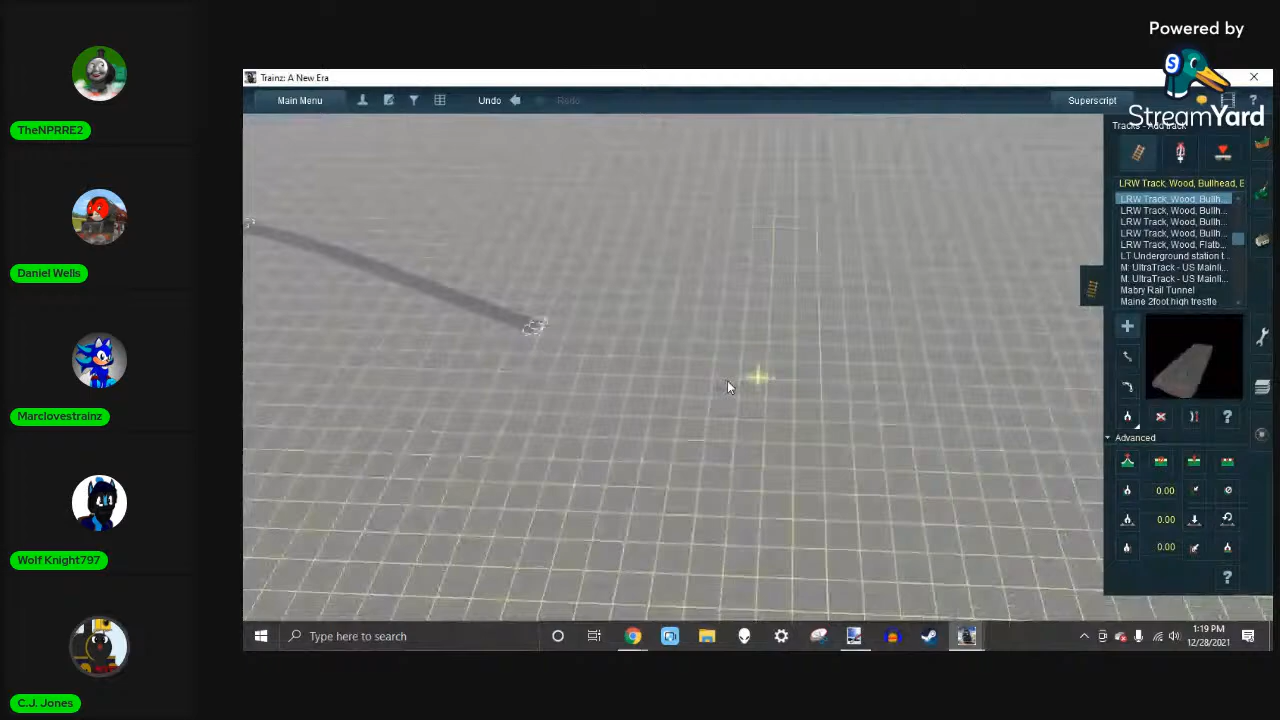 TheNPRRE2
Daniel Wells
Marclovestrainz
Wolf Knight797
C.J. Jones
Powered by
StreamYard
Trainz: A New Era
Main Menu
Undo
Redo
Superscript
?
Tracks - Add track
LRW Track, Wood, Bullhead, E
LRW Track, Wood, Bullh...
LRW Track, Wood, Bullh...
LRW Track, Wood, Bullh...
LRW Track, Wood, Bullh...
LRW Track, Wood, Flatb...
LT Underground station t...
M: UltraTrack - US Mainli...
M: UltraTrack - US Mainli...
Mabry Rail Tunnel
Maine 2foot high trestle
?
Advanced
0.00
0.00
0.00
?
Type here to search
1:19 PM
12/28/2021